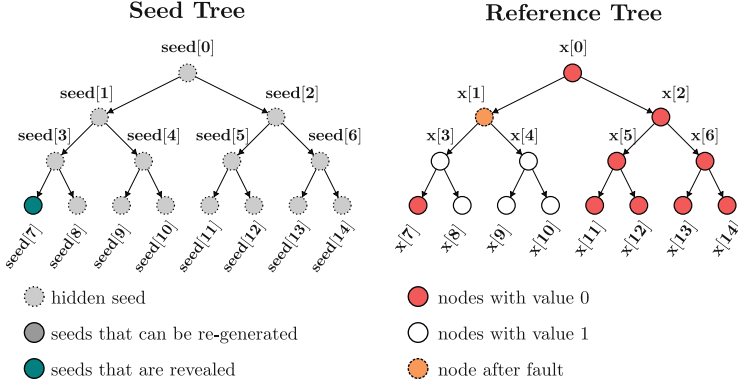 Seed Tree
seed[0]
seed[1]
seed[2]
seed[3]
seed[4]
seed[5]
seed[6]
seed[7]
seed[8]
seed[9]
seed[10]
seed[11]
seed[12]
seed[13]
seed[14]
hidden seed
seeds that can be re-generated
seeds that are revealed
Reference Tree
x[0]
x[1]
x[2]
x[3]
x[4]
x[5]
x[6]
x[7]
x[8]
x[9]
x[10]
x[11]
x[12]
x[13]
x[14]
nodes with value 0
nodes with value 1
node after fault